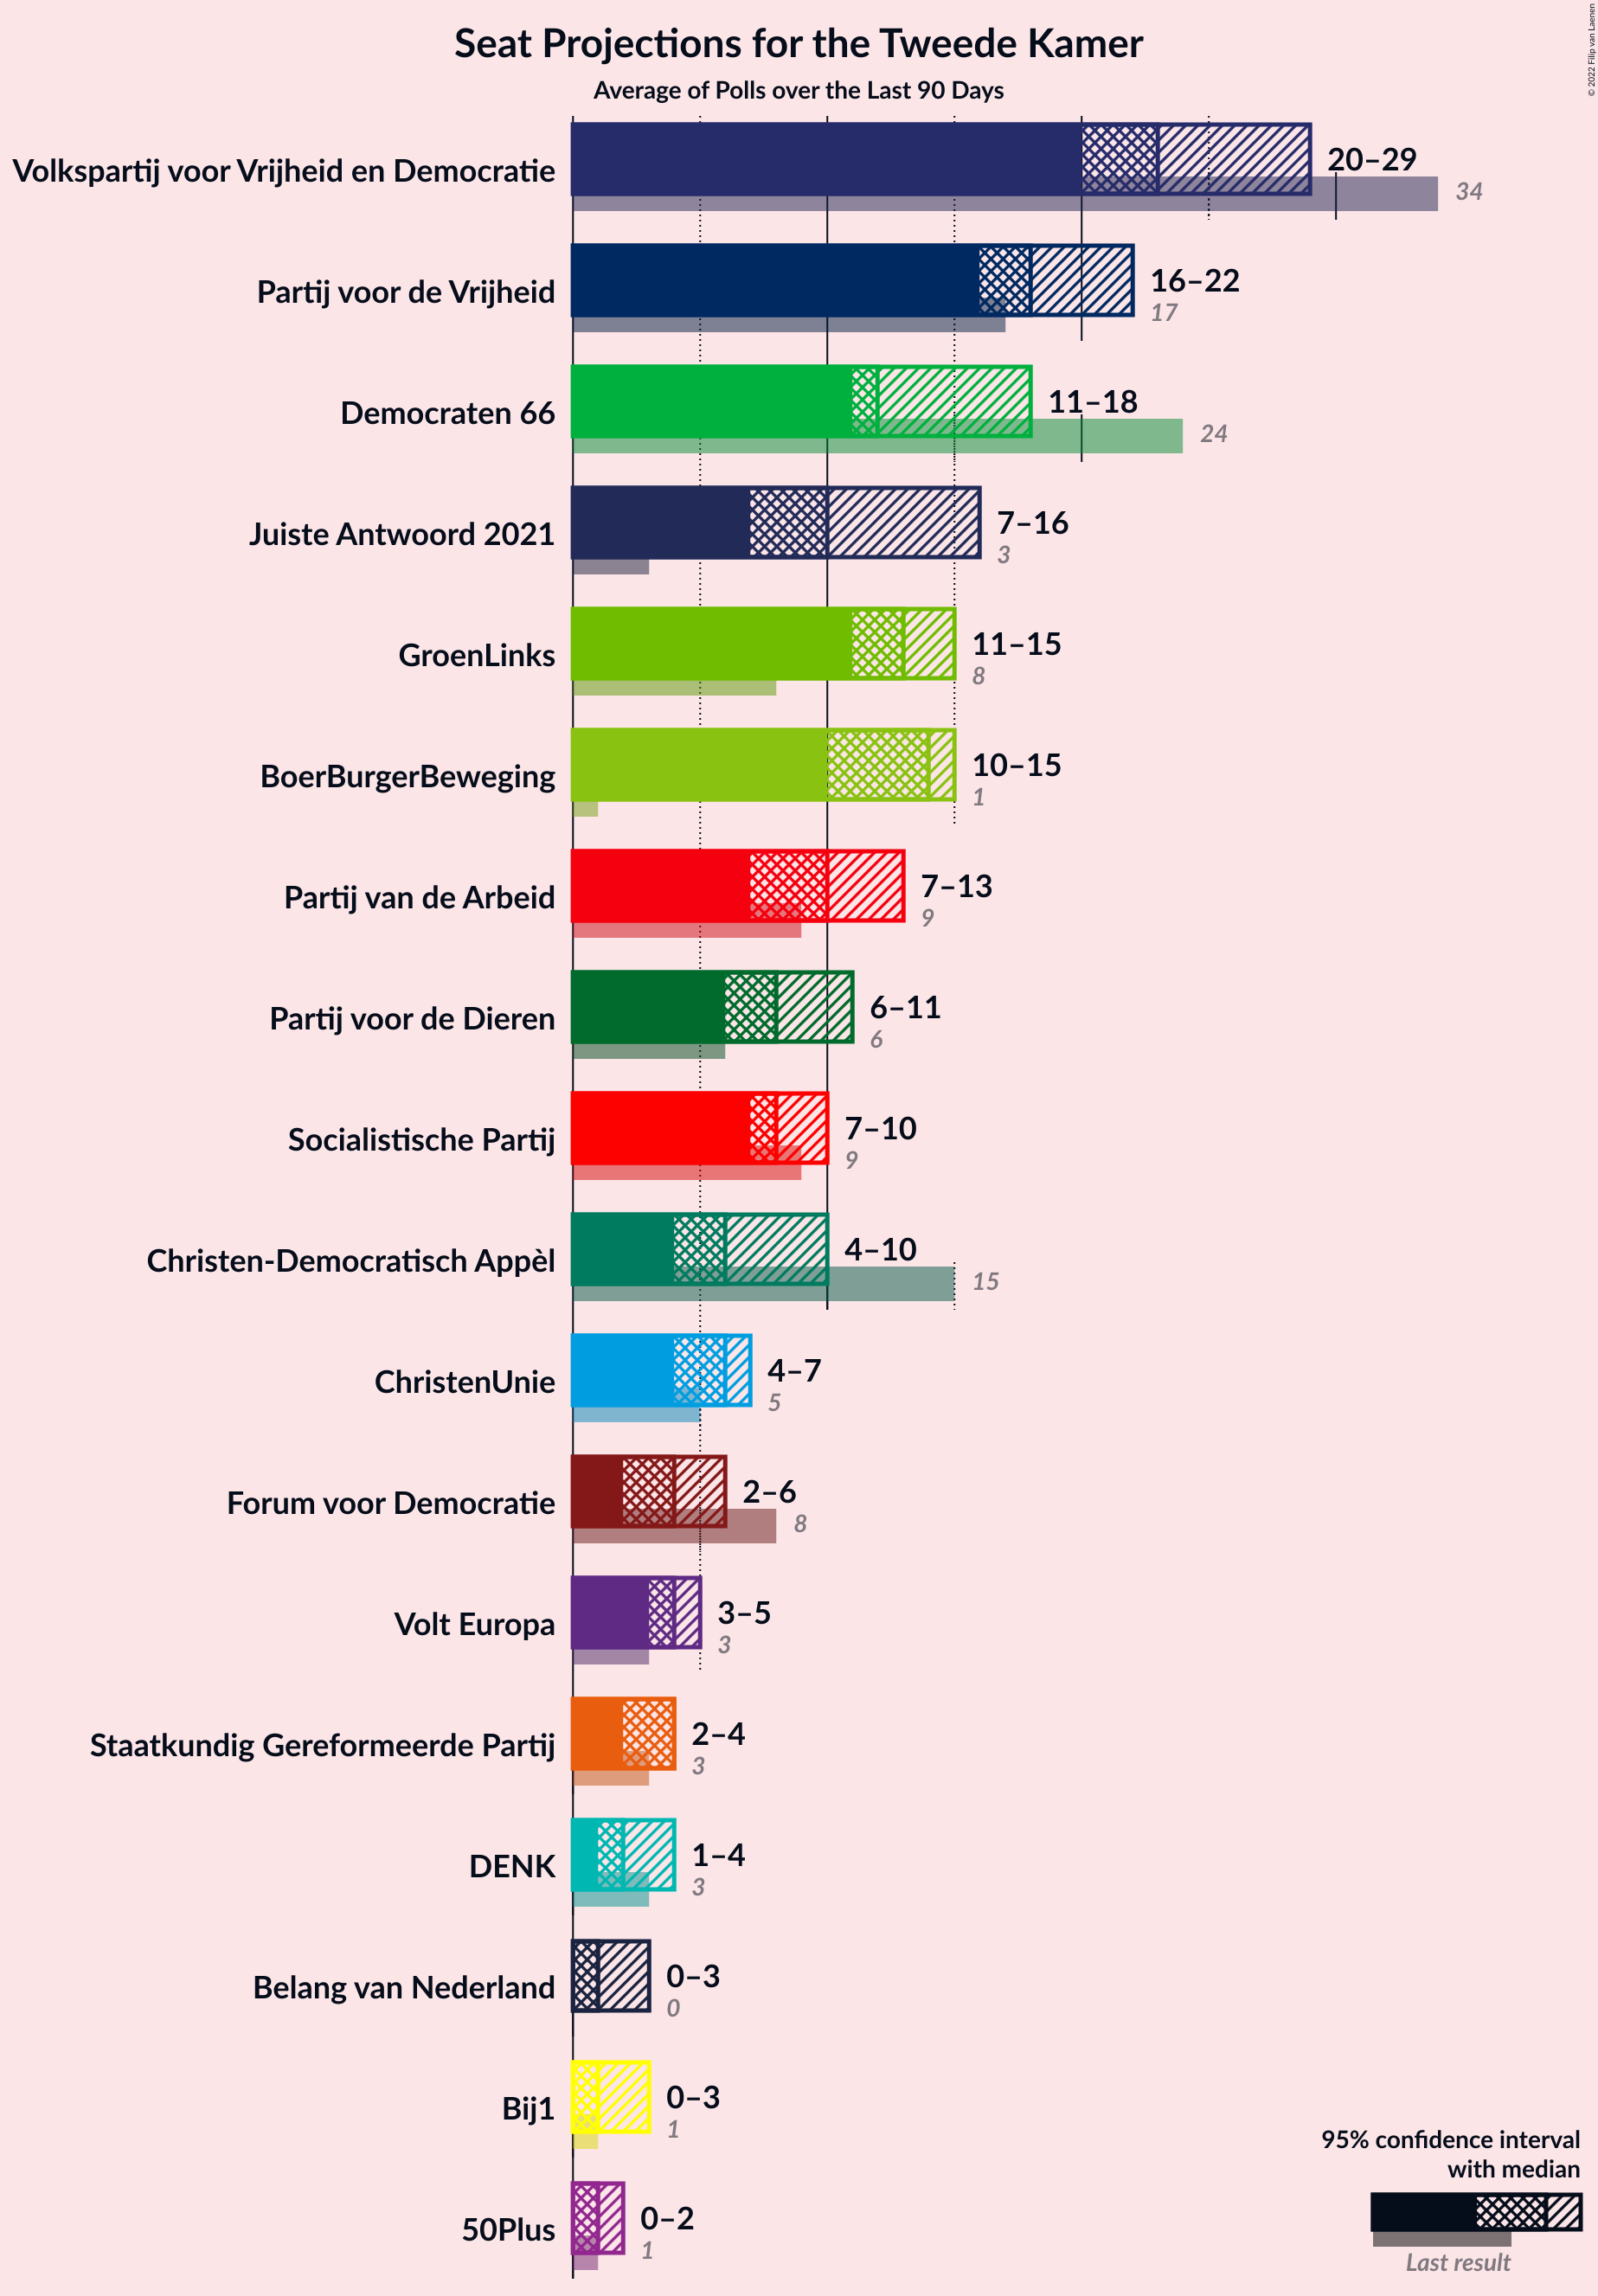 Seat Projections for the Tweede Kamer
Average of Polls over the Last 90 Days
© 2022 Filip van Laenen
Volkspartij voor Vrijheid en Democratie
20–29
34
Partij voor de Vrijheid
16–22
17
Democraten 66
11–18
24
Juiste Antwoord 2021
7–16
3
GroenLinks
11–15
8
BoerBurgerBeweging
10–15
1
Partij van de Arbeid
7–13
9
Partij voor de Dieren
6–11
6
Socialistische Partij
7–10
9
Christen-Democratisch Appèl
4–10
15
ChristenUnie
4–7
5
Forum voor Democratie
2–6
8
Volt Europa
3–5
3
Staatkundig Gereformeerde Partij
2–4
3
DENK
1–4
3
Belang van Nederland
0–3
0
Bij1
0–3
1
50Plus
0–2
1
95% confidence interval
with median
Last result